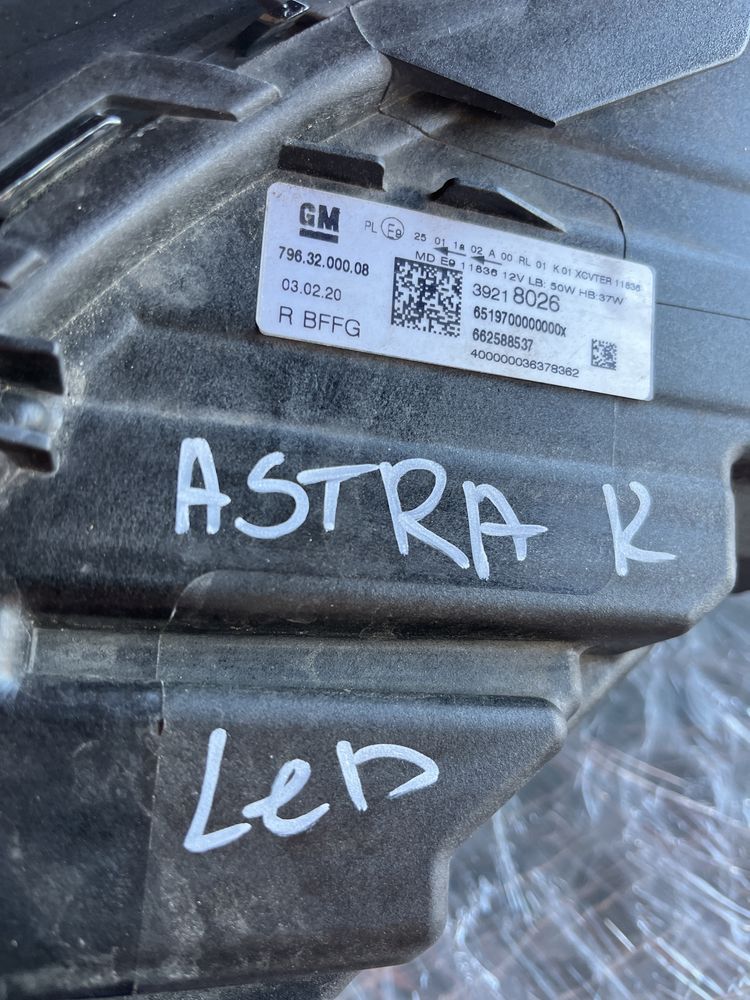 GM
PL E9 25 01 1a 02 A 00 RL 01 K 01 XCVTER 11836
MD E9 11836 12V LB: 50W HB:37W
796.32.000.08
39218026
03.02.20
6519700000000x
R BFFG
662588537
400000036378362
ASTRA K
LeD